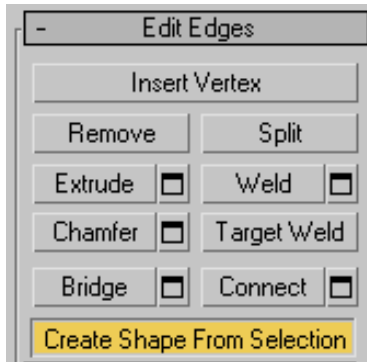 - Edit Edges
Insert Vertex
Remove Split
Extrude Weld
Chamfer Target Weld
Bridge Connect
Create Shape From Selection